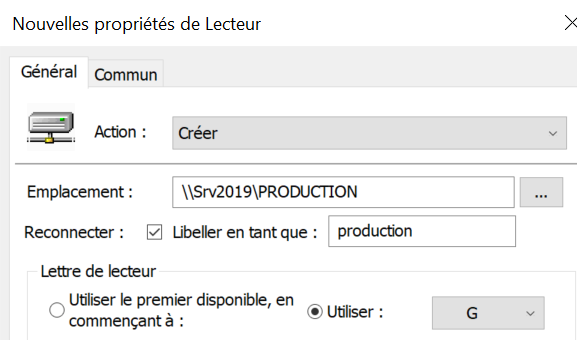 Nouvelles propriétés de Lecteur
Général Commun
Action : Créer
Emplacement : \\Srv2019\PRODUCTION ...
Reconnecter : Libeller en tant que : production
Lettre de lecteur
Utiliser le premier disponible, en
commençant à :
Utiliser : G